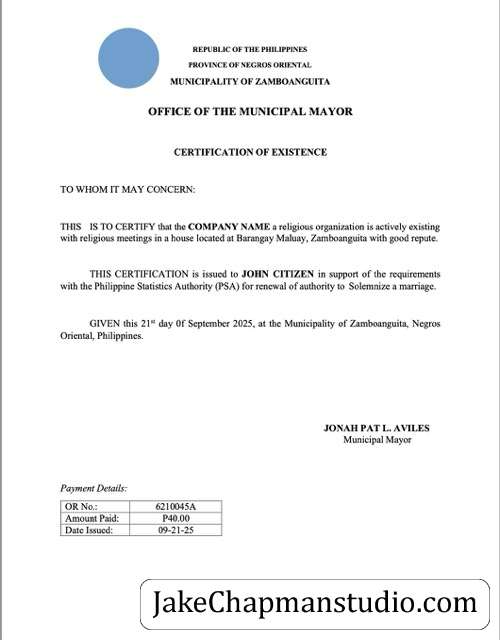 REPUBLIC OF THE PHILIPPINES
PROVINCE OF NEGROS ORIENTAL
MUNICIPALITY OF ZAMBOANGUITA
OFFICE OF THE MUNICIPAL MAYOR
CERTIFICATION OF EXISTENCE
TO WHOM IT MAY CONCERN:
THIS IS TO CERTIFY that the COMPANY NAME a religious organization is actively existing
with religious meetings in a house located at Barangay Maluay, Zamboanguita with good repute.
THIS CERTIFICATION is issued to JOHN CITIZEN in support of the requirements
with the Philippine Statistics Authority (PSA) for renewal of authority to Solemnize a marriage.
GIVEN this 21st day 0f September 2025, at the Municipality of Zamboanguita, Negros
Oriental, Philippines.
JONAH PAT L. AVILES
Municipal Mayor
Payment Details:
OR No.: 6210045A
Amount Paid: P40.00
Date Issued: 09-21-25
JakeChapmanstudio.com